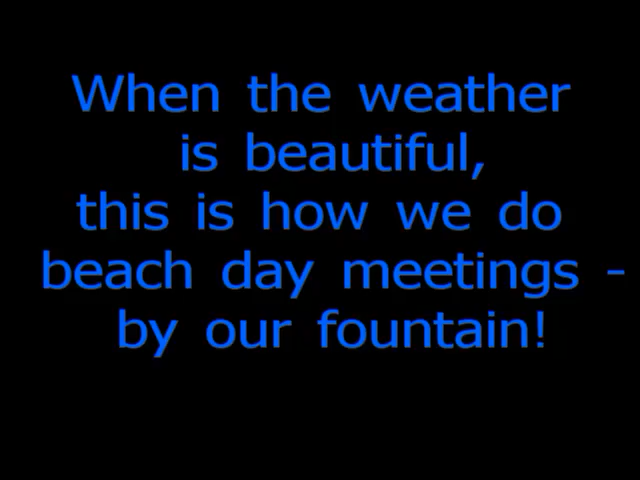 When the weather
is beautiful,
this is how we do
beach day meetings -
by our fountain!